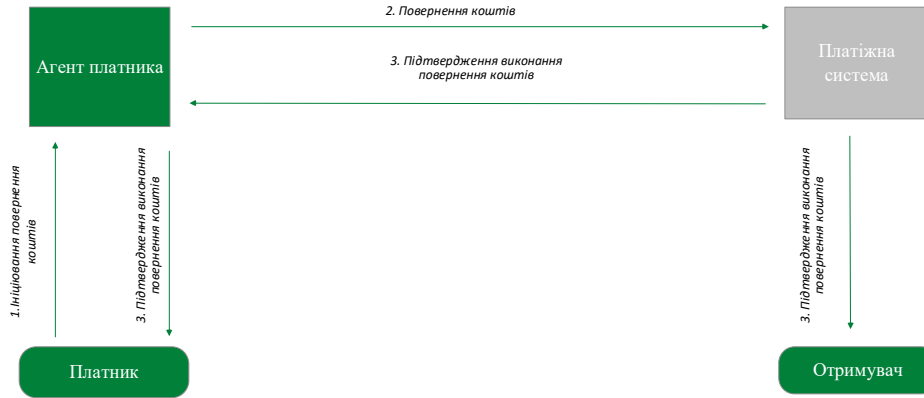 2. Повернення коштів
Агент платника
3. Підтвердження виконання
повернення коштів
Платіжна
система
1.Ініціювання повернення
коштів
3. Підтвердження виконання
повернення коштів
3. Підтвердження виконання
повернення коштів
Платник
Отримувач